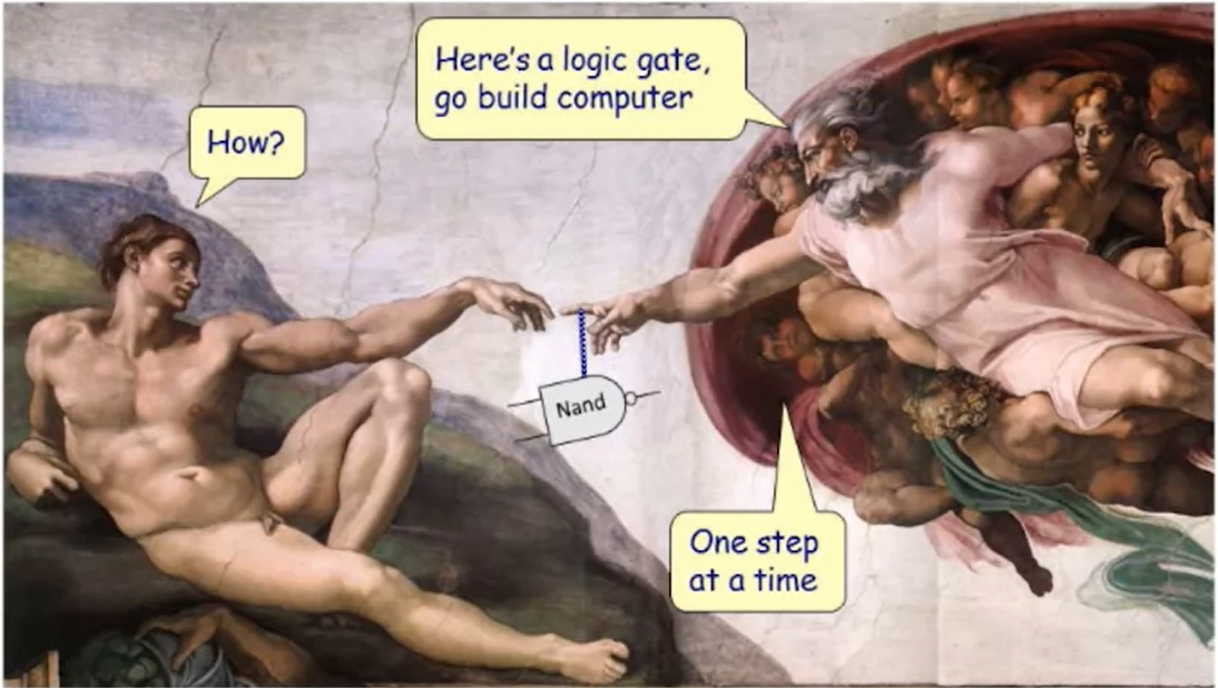 Here's a logic gate,
go build computer
How?
Nand
One step
at a time